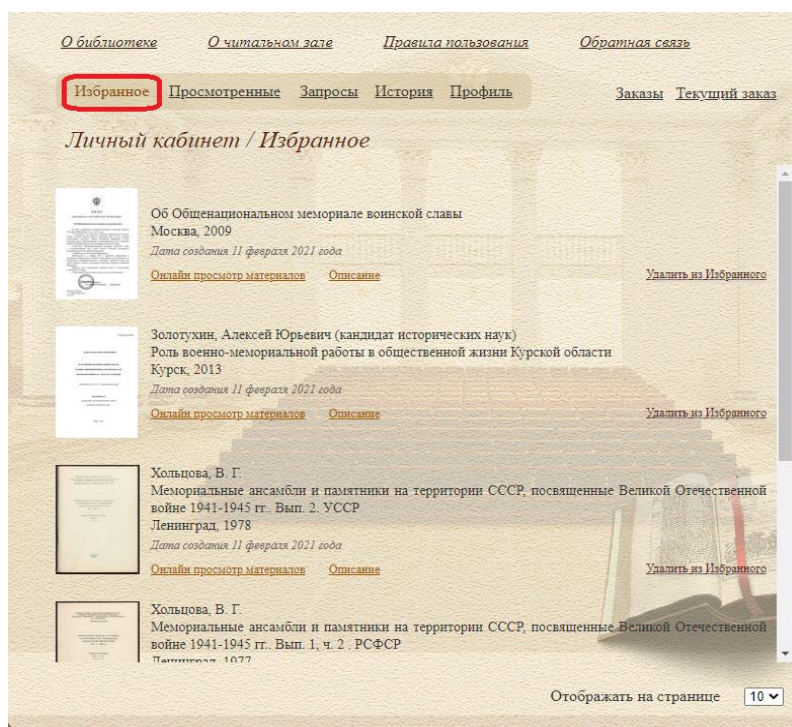 О библиотеке О читальном зале Правила пользования Обратная связь
Избранное Просмотренные Запросы История Профиль Заказы Текущий заказ
Личный кабинет / Избранное
Об Общенациональном мемориале воинской славы
Москва, 2009
Дата создания 11 февраля 2021 года
Онлайн просмотр материалов Описание Удалить из Избранного
Золотухин, Алексей Юрьевич (кандидат исторических наук)
Роль военно-мемориальной работы в общественной жизни Курской области
Курск, 2013
Дата создания 11 февраля 2021 года
Онлайн просмотр материалов Описание Удалить из Избранного
Хольцова, В. Г.
Мемориальные ансамбли и памятники на территории СССР, посвященные Великой Отечественной
войне 1941-1945 гг.. Вып. 2. УССР
Ленинград, 1978
Дата создания 11 февраля 2021 года
Онлайн просмотр материалов Описание Удалить из Избранного
Хольцова, В. Г.
Мемориальные ансамбли и памятники на территории СССР, посвященные Великой Отечественной
войне 1941-1945 гг.. Вып. 1, ч. 2 . РСФСР
Ленинград, 1977
Отображать на странице 10